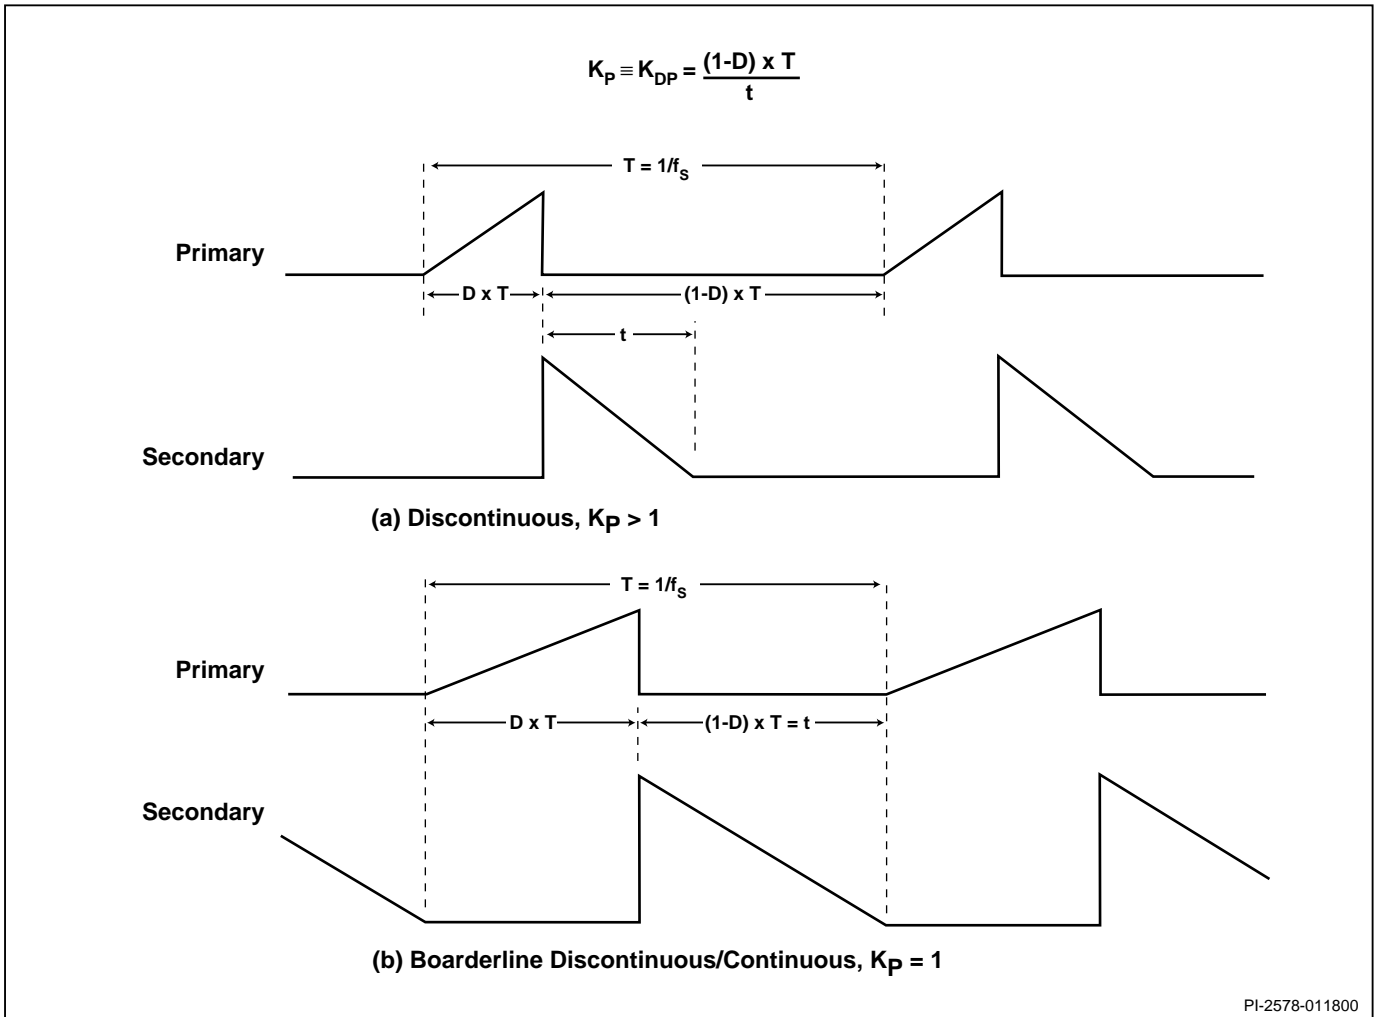 K_P ≡ K_DP = (1-D) x T
t
T = 1/f_S
Primary
D x T
(1-D) x T
t
Secondary
(a) Discontinuous, K_P > 1
T = 1/f_S
Primary
D x T
(1-D) x T = t
Secondary
(b) Boarderline Discontinuous/Continuous, K_P = 1
PI-2578-011800